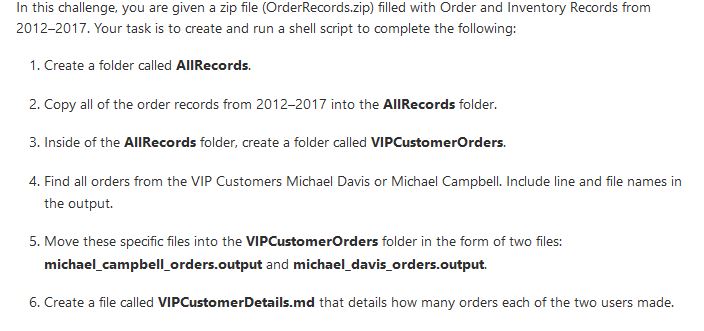 In this challenge, you are given a zip file (OrderRecords.zip) filled with Order and Inventory Records from
2012–2017. Your task is to create and run a shell script to complete the following:
1. Create a folder called AllRecords.
2. Copy all of the order records from 2012–2017 into the AllRecords folder.
3. Inside of the AllRecords folder, create a folder called VIPCustomerOrders.
4. Find all orders from the VIP Customers Michael Davis or Michael Campbell. Include line and file names in
the output.
5. Move these specific files into the VIPCustomerOrders folder in the form of two files:
michael_campbell_orders.output and michael_davis_orders.output.
6. Create a file called VIPCustomerDetails.md that details how many orders each of the two users made.